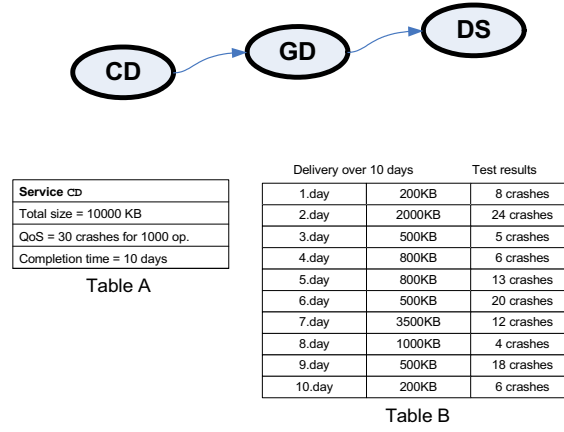 CD
GD
DS
Service CD
Total size = 10000 KB
QoS = 30 crashes for 1000 op.
Completion time = 10 days
Table A
Delivery over 10 days Test results
1.day 200KB 8 crashes
2.day 2000KB 24 crashes
3.day 500KB 5 crashes
4.day 800KB 6 crashes
5.day 800KB 13 crashes
6.day 500KB 20 crashes
7.day 3500KB 12 crashes
8.day 1000KB 4 crashes
9.day 500KB 18 crashes
10.day 200KB 6 crashes
Table B